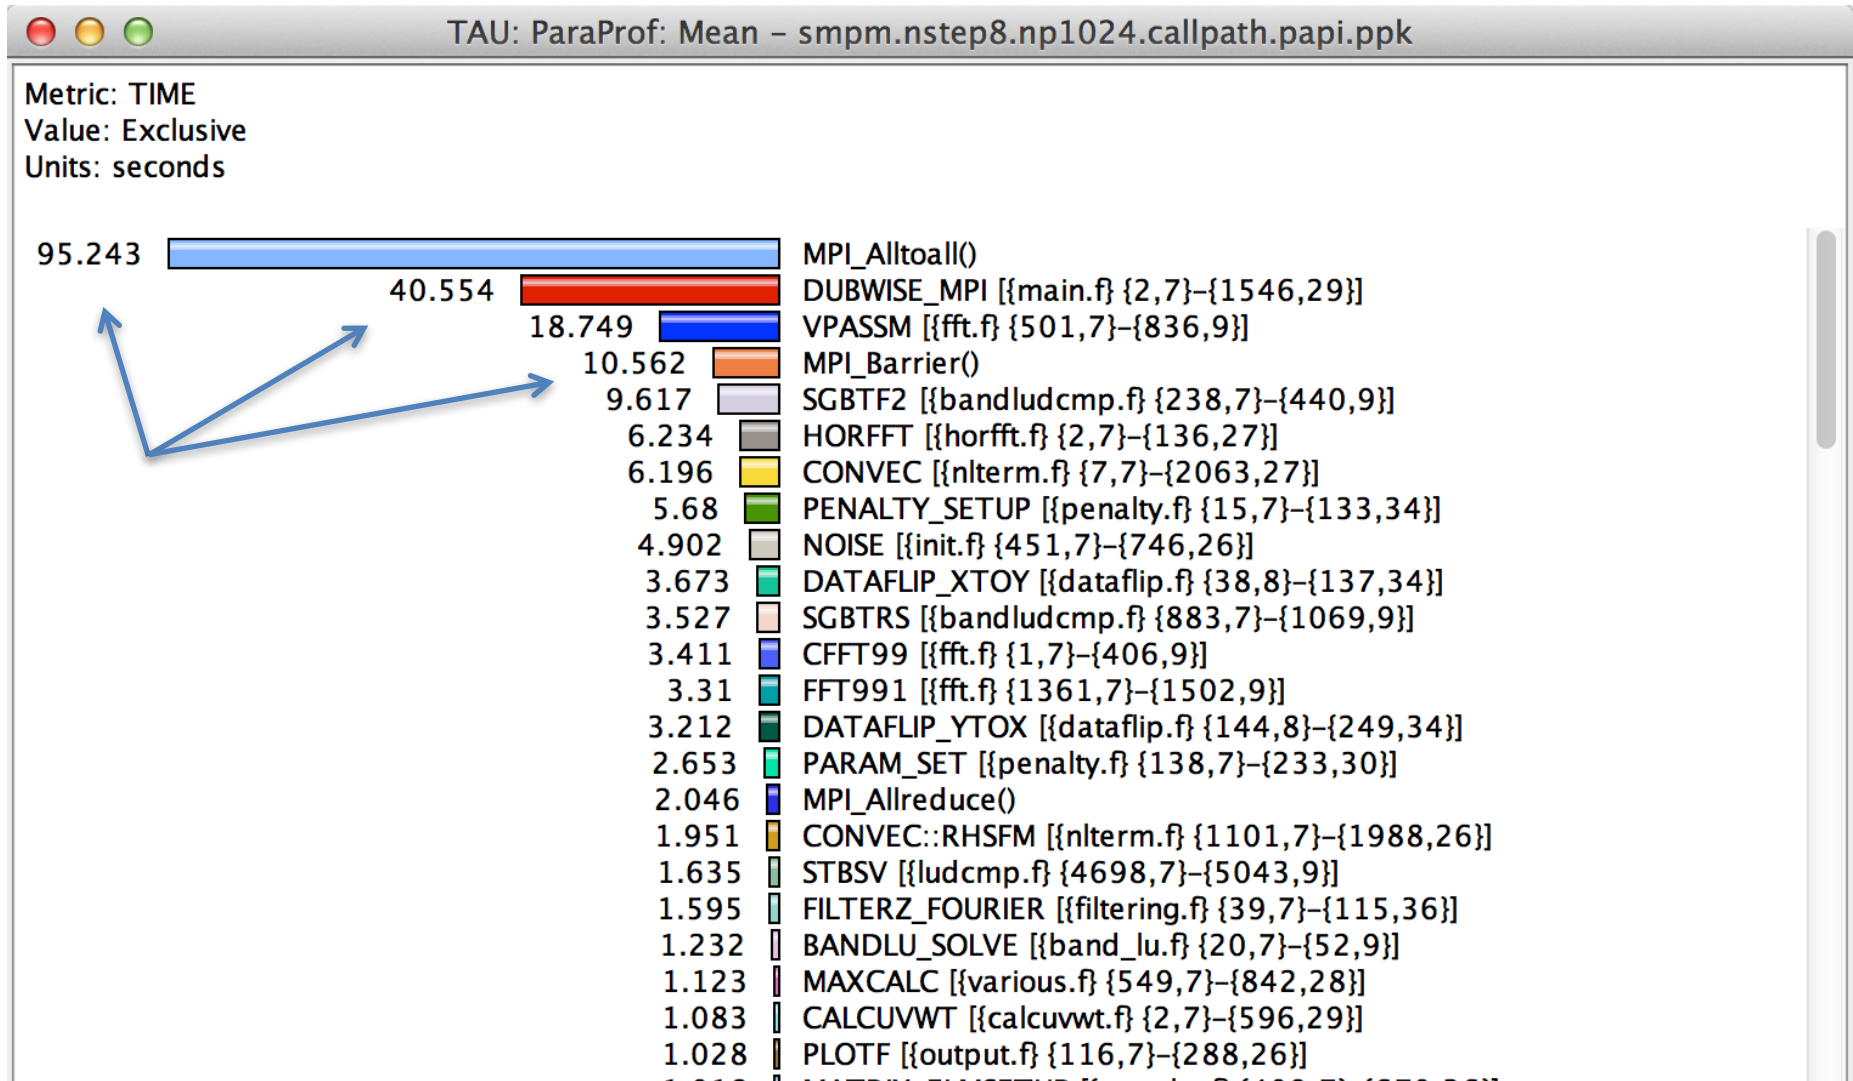 TAU: ParaProf: Mean – smpm.nstep8.np1024.callpath.papi.ppk
Metric: TIME
Value: Exclusive
Units: seconds
95.243 MPI_Alltoall()
40.554 DUBWISE_MPI [{main.f} {2,7}–{1546,29}]
18.749 VPASSM [{fft.f} {501,7}–{836,9}]
10.562 MPI_Barrier()
9.617 SGBTF2 [{bandludcmp.f} {238,7}–{440,9}]
6.234 HORFFT [{horfft.f} {2,7}–{136,27}]
6.196 CONVEC [{nlterm.f} {7,7}–{2063,27}]
5.68 PENALTY_SETUP [{penalty.f} {15,7}–{133,34}]
4.902 NOISE [{init.f} {451,7}–{746,26}]
3.673 DATAFLIP_XTOY [{dataflip.f} {38,8}–{137,34}]
3.527 SGBTRS [{bandludcmp.f} {883,7}–{1069,9}]
3.411 CFFT99 [{fft.f} {1,7}–{406,9}]
3.31 FFT991 [{fft.f} {1361,7}–{1502,9}]
3.212 DATAFLIP_YTOX [{dataflip.f} {144,8}–{249,34}]
2.653 PARAM_SET [{penalty.f} {138,7}–{233,30}]
2.046 MPI_Allreduce()
1.951 CONVEC::RHSFM [{nlterm.f} {1101,7}–{1988,26}]
1.635 STBSV [{ludcmp.f} {4698,7}–{5043,9}]
1.595 FILTERZ_FOURIER [{filtering.f} {39,7}–{115,36}]
1.232 BANDLU_SOLVE [{band_lu.f} {20,7}–{52,9}]
1.123 MAXCALC [{various.f} {549,7}–{842,28}]
1.083 CALCUVWT [{calcuvwt.f} {2,7}–{596,29}]
1.028 PLOTF [{output.f} {116,7}–{288,26}]